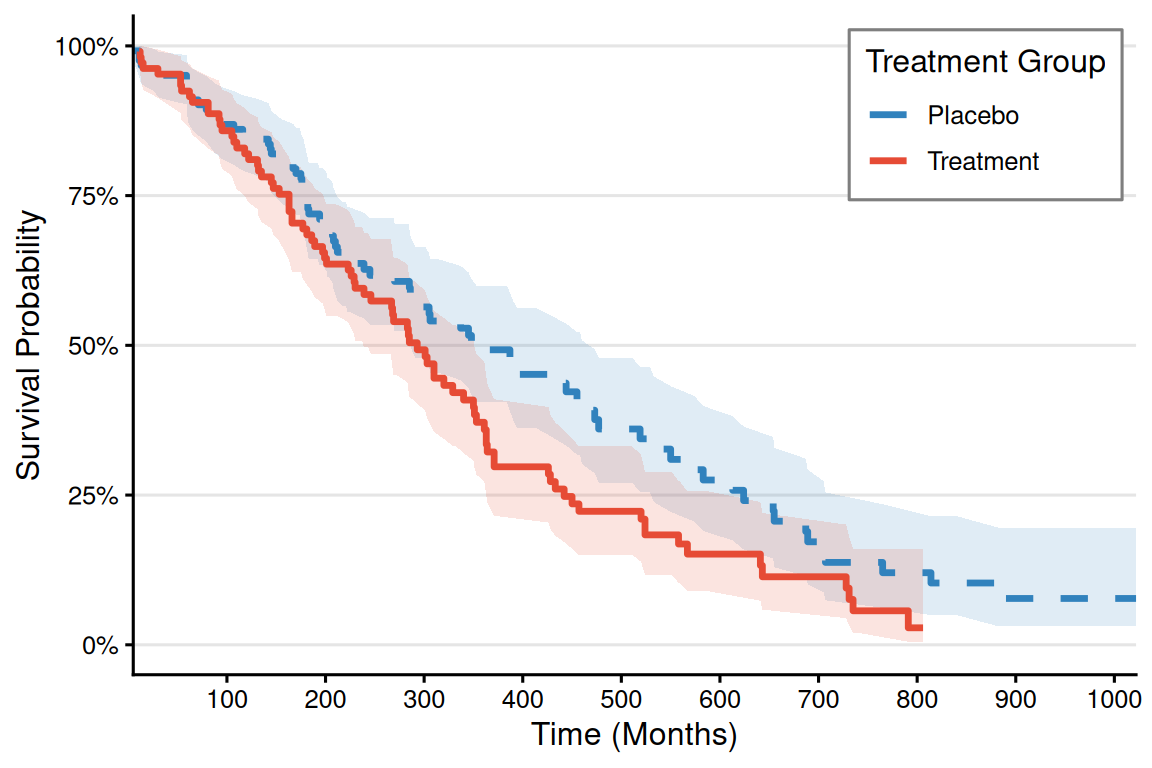 Treatment Group
Placebo
Treatment
100%
75%
50%
25%
0%
Survival Probability
100 200 300 400 500 600 700 800 900 1000
Time (Months)